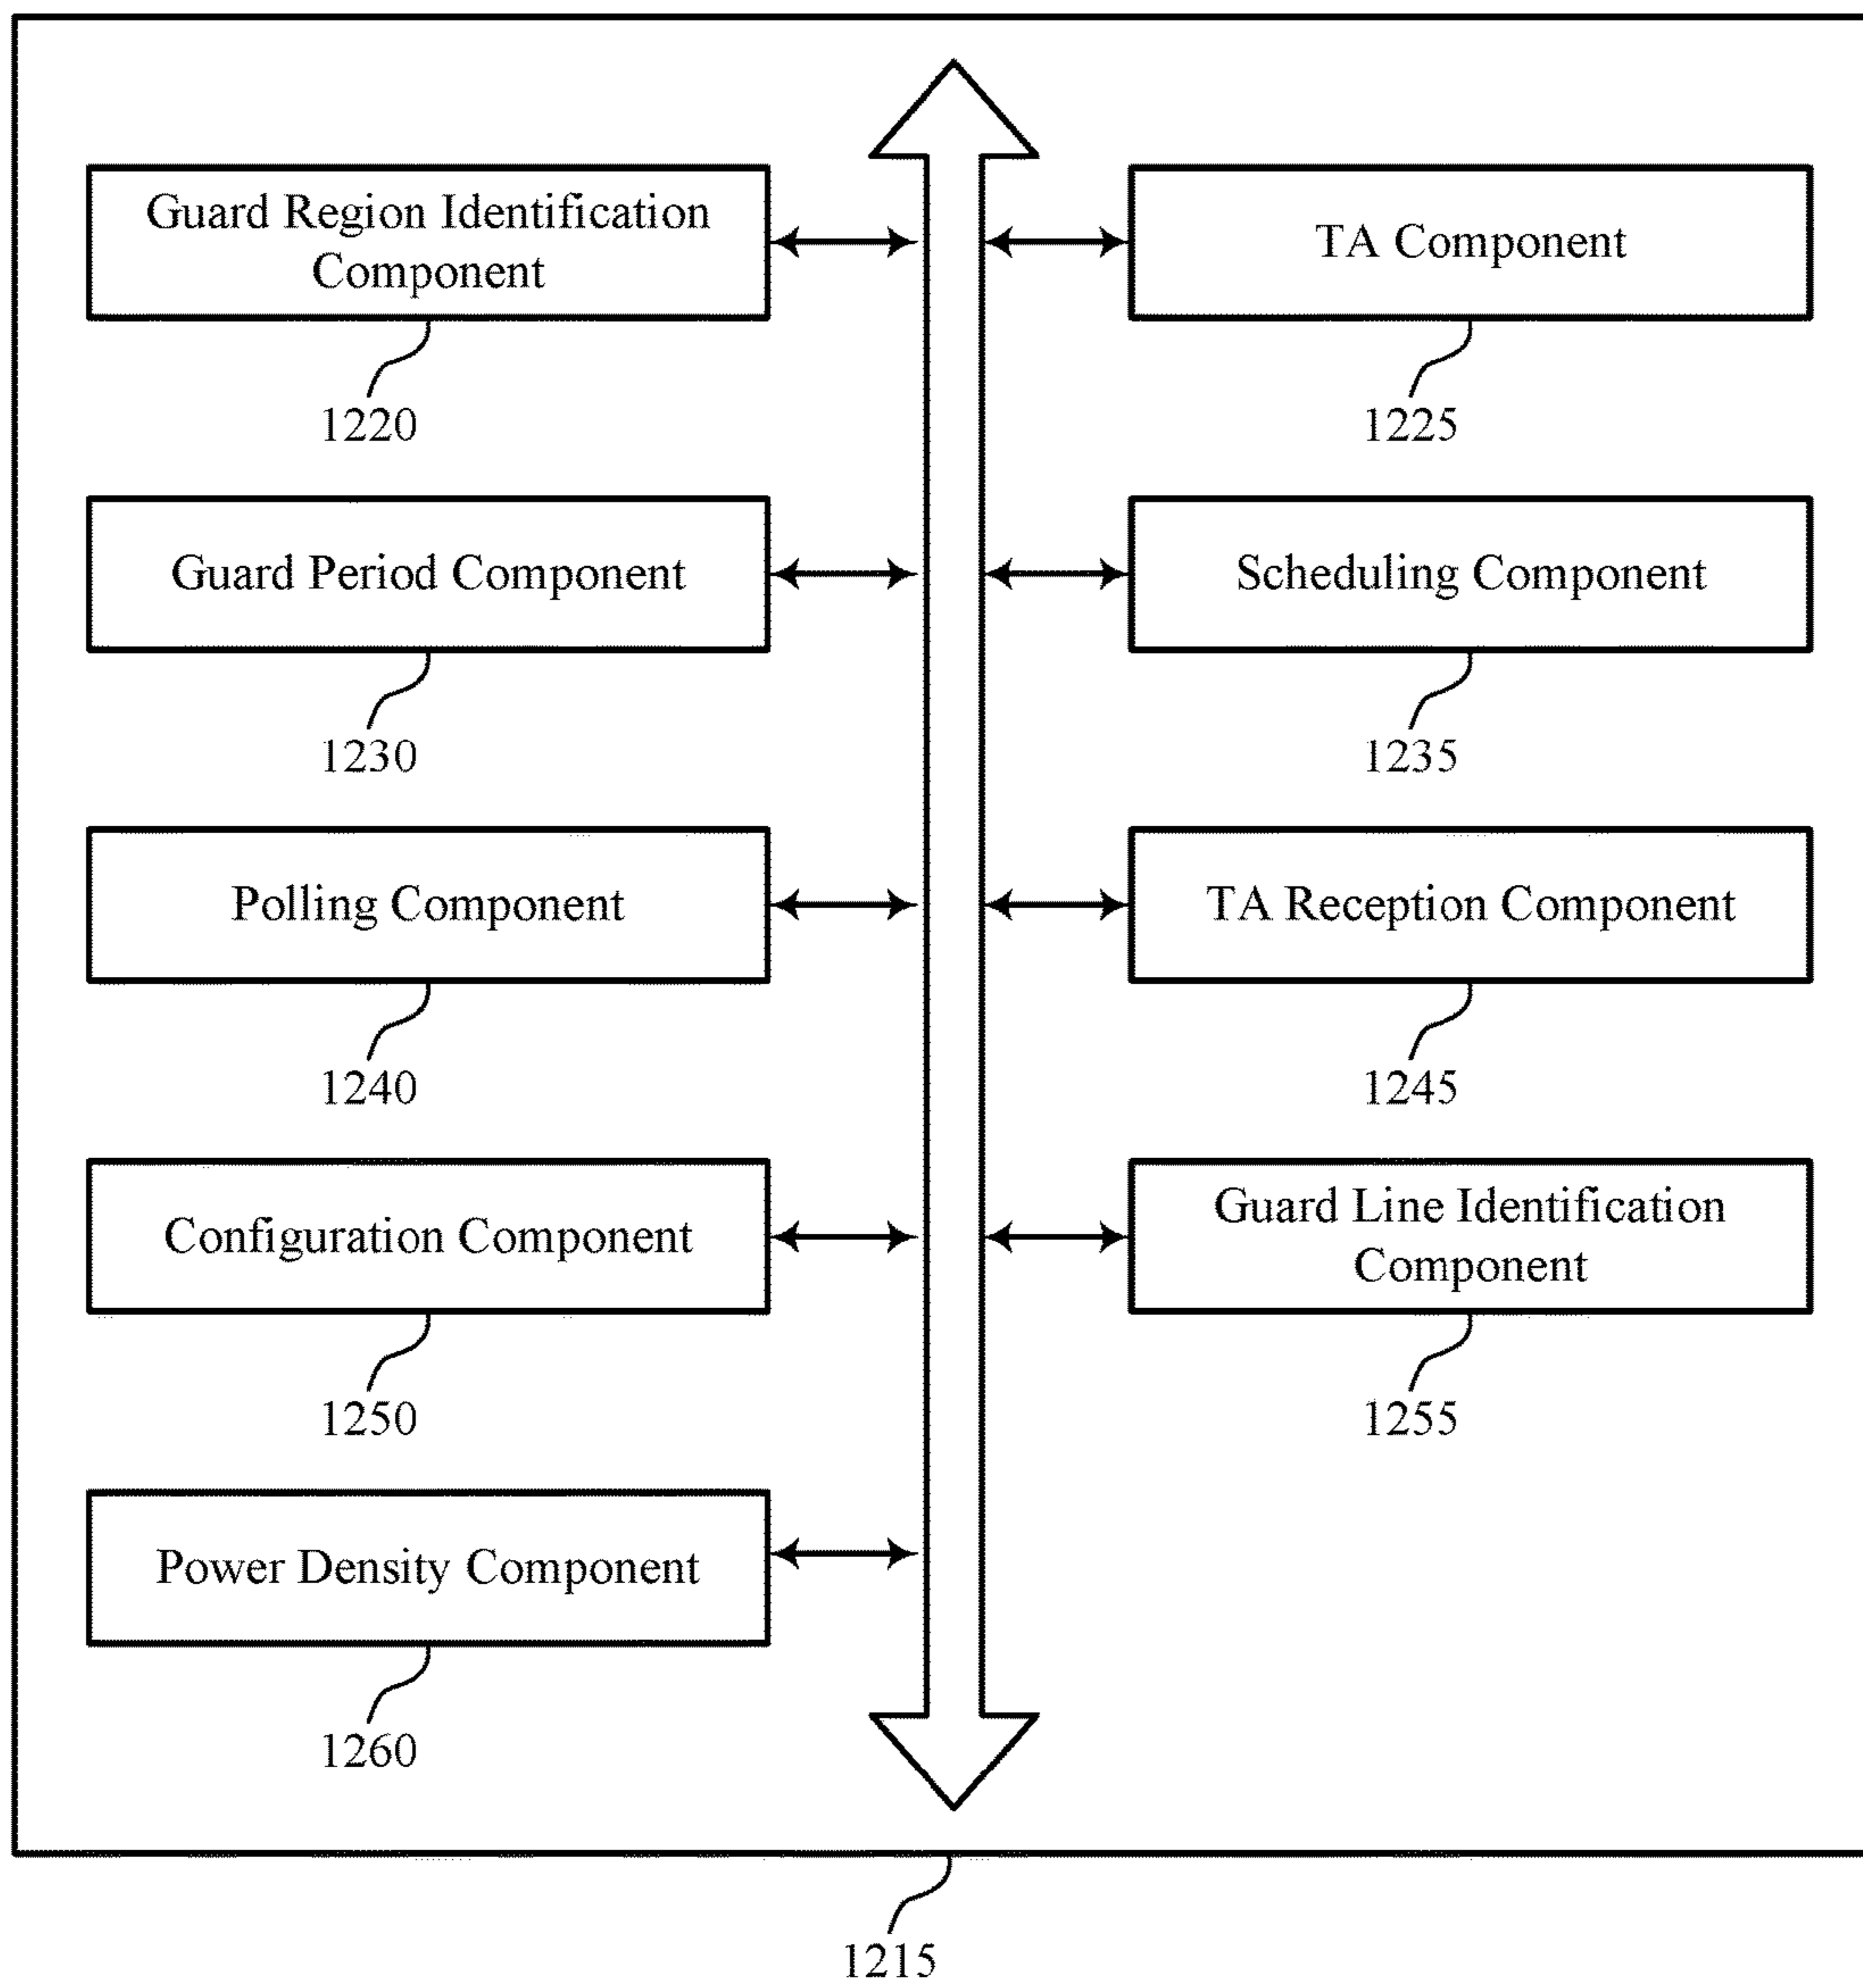 Guard Region Identification
Component
1220
TA Component
1225
Guard Period Component
1230
Scheduling Component
1235
Polling Component
1240
TA Reception Component
1245
Configuration Component
1250
Guard Line Identification
Component
1255
Power Density Component
1260
1215